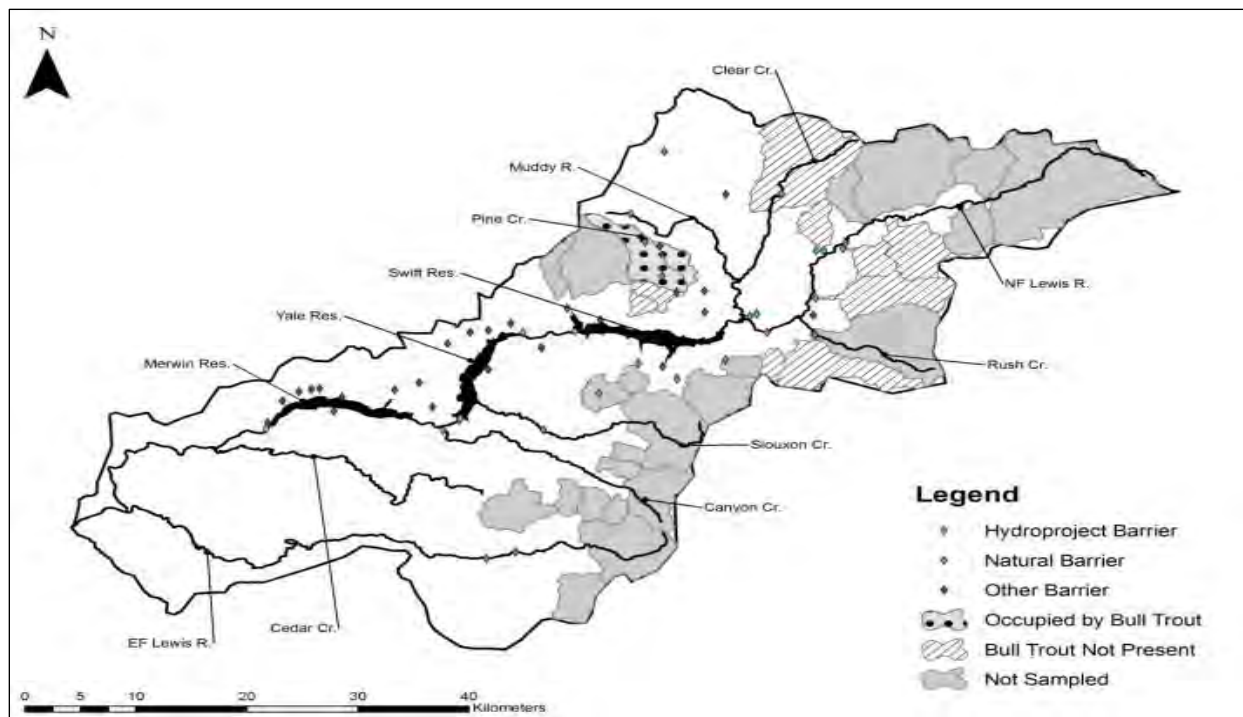 N
Clear Cr.
Muddy R.
Pine Cr.
Swift Res.
Yale Res.
Merwin Res.
NF Lewis R.
Rush Cr.
Siouxon Cr.
Canyon Cr.
Cedar Cr.
EF Lewis R.
Legend
Hydroproject Barrier
Natural Barrier
Other Barrier
Occupied by Bull Trout
Bull Trout Not Present
Not Sampled
0 5 10 20 30 40
Kilometers